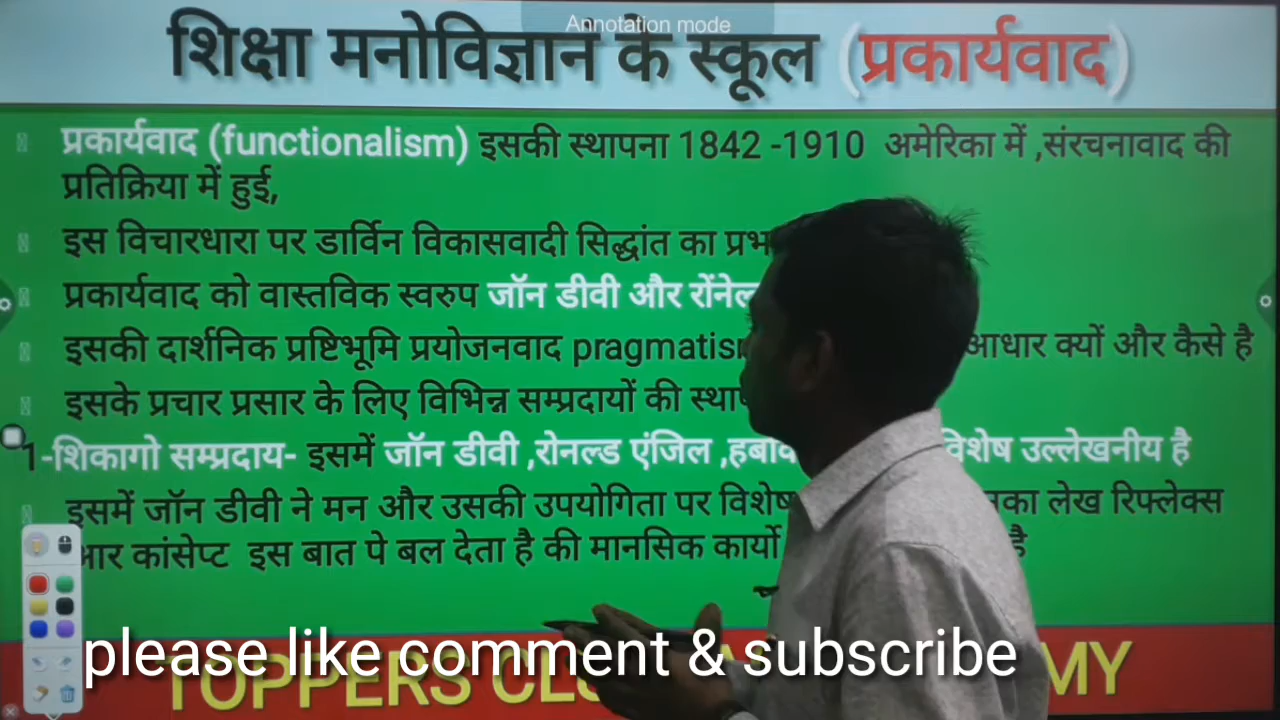 Annotation mode
शिक्षा मनोविज्ञान के स्कूल (प्रकार्यवाद)
प्रकार्यवाद (functionalism) इसकी स्थापना 1842 -1910 अमेरिका में ,संरचनावाद की
प्रतिक्रिया में हुई,
इस विचारधारा पर डार्विन विकासवादी सिद्धांत का
प्रकार्यवाद को वास्तविक स्वरुप जॉन डीवी और
इसकी दार्शनिक प्रष्टिभूमि प्रयोजनवाद आधार क्यों और कैसे है
इसके प्रचार प्रसार के लिए विभिन्न सम्प्रदायों की
1-शिकागो सम्प्रदाय- इसमें जॉन डीवी ,रोनल्ड एंजिल , विशेष उल्लेखनीय है
इसमें जॉन डीवी ने मन और उसकी उपयोगिता पर विशेष लेख रिफ्लेक्स
कांसेप्ट इस बात पे बल देता है की मानसिक कार्यो है
please like comment & subscribe
TOPPERS